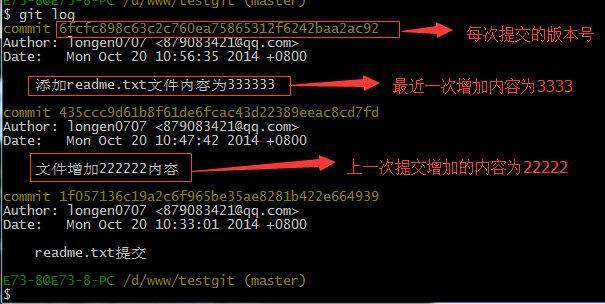 E73-8@E73-8-PC /d/www/testgit (master)
$ git log
commit 6fcfc898c63c2c760ea75865312f6242baa2ac92
每次提交的版本号
Author: longen0707 <879083421@qq.com>
Date:   Mon Oct 20 10:56:35 2014 +0800
添加readme.txt文件内容为333333
最近一次增加内容为3333
commit 435ccc9d61b8f61de6fcac43d22389eeac8cd7fd
Author: longen0707 <879083421@qq.com>
Date:   Mon Oct 20 10:47:42 2014 +0800
文件增加222222内容
上一次提交增加的内容为22222
commit 1f057136c19a2c6f965be35ae8281b422e664939
Author: longen0707 <879083421@qq.com>
Date:   Mon Oct 20 10:33:01 2014 +0800
readme.txt提交
E73-8@E73-8-PC /d/www/testgit (master)
$